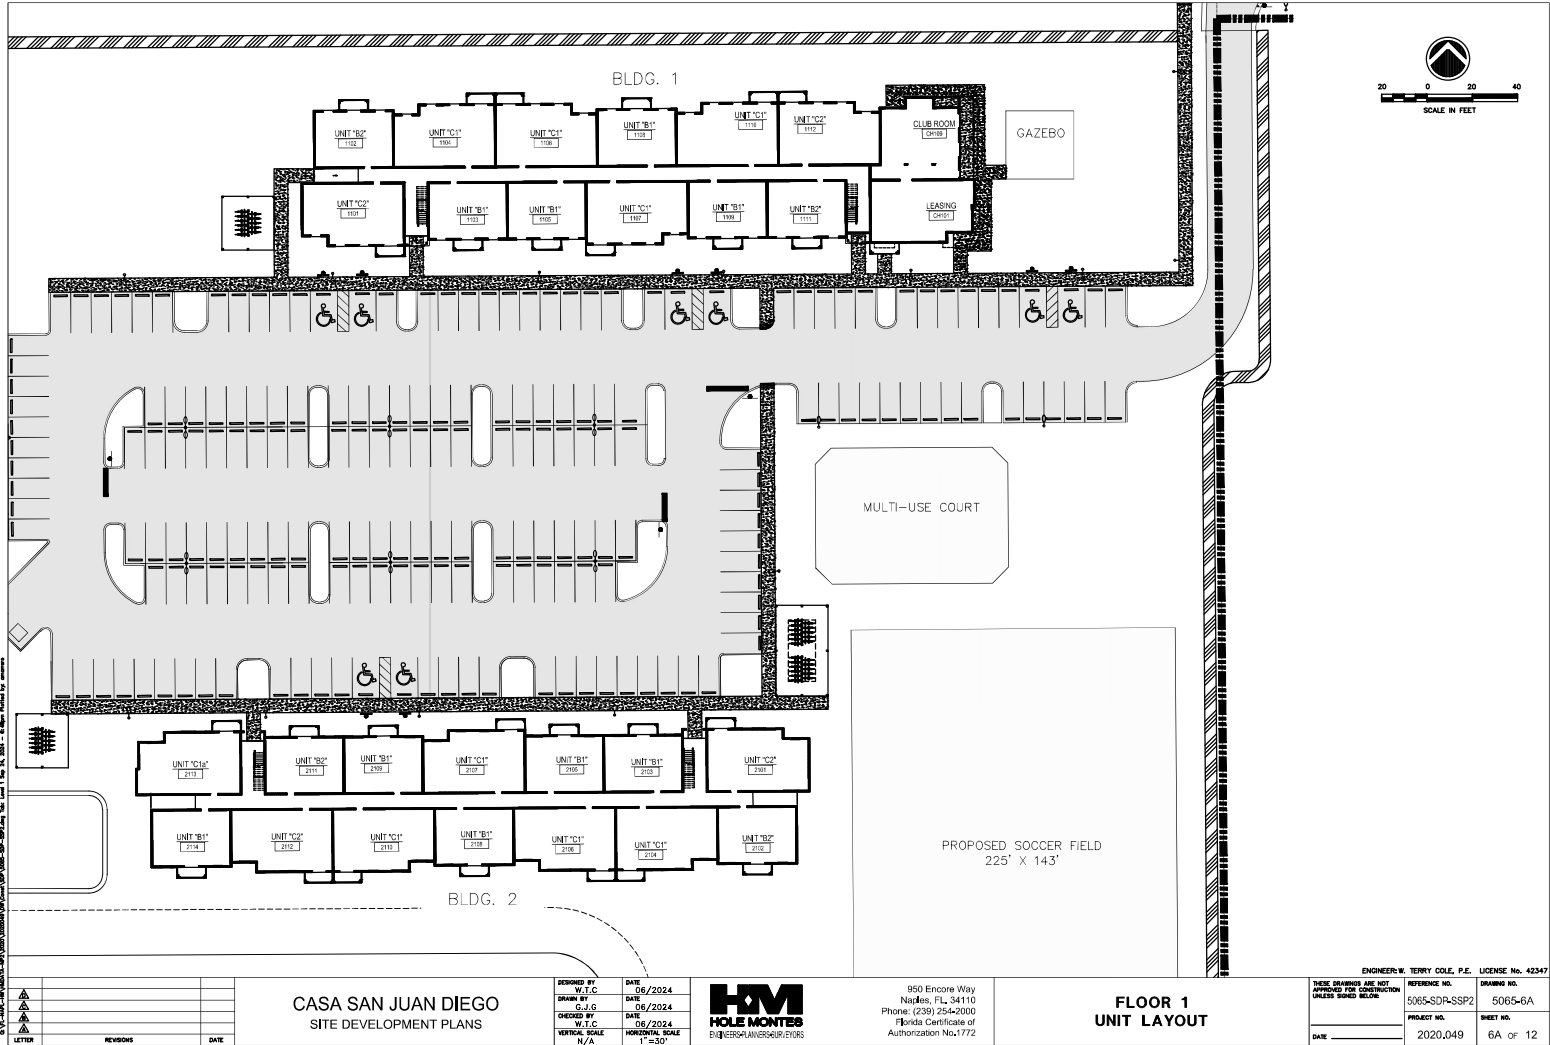 BLDG. 1
20 0 20 40
SCALE IN FEET
UNIT "B2"
1102
UNIT "C1"
1104
UNIT "C1"
1106
UNIT "B1"
1108
UNIT "C1"
1110
UNIT "C2"
1112
CLUB ROOM
CH109
GAZEBO
UNIT "C2"
1101
UNIT "B1"
1103
UNIT "B1"
1105
UNIT "C1"
1107
UNIT "B1"
1109
UNIT "B2"
1111
LEASING
CH101
MULTI-USE COURT
UNIT "C1a"
2113
UNIT "B2"
2111
UNIT "B1"
2109
UNIT "C1"
2107
UNIT "B1"
2105
UNIT "B1"
2103
UNIT "C2"
2101
UNIT "B1"
2114
UNIT "C2"
2112
UNIT "C1"
2110
UNIT "B1"
2108
UNIT "C1"
2106
UNIT "C1"
2104
UNIT "B2"
2102
BLDG. 2
PROPOSED SOCCER FIELD
225' X 143'
ENGINEER: W. TERRY COLE, P.E. LICENSE No. 42347
LETTER REVISIONS DATE
CASA SAN JUAN DIEGO
SITE DEVELOPMENT PLANS
DESIGNED BY DATE
W.T.C 06/2024
DRAWN BY DATE
G.J.G 06/2024
CHECKED BY DATE
W.T.C 06/2024
VERTICAL SCALE HORIZONTAL SCALE
N/A 1"=30'
HM
HOLE MONTES
ENGINEERS•PLANNERS•SURVEYORS
950 Encore Way
Naples, FL. 34110
Phone: (239) 254-2000
Florida Certificate of
Authorization No.1772
FLOOR 1
UNIT LAYOUT
THESE DRAWINGS ARE NOT
APPROVED FOR CONSTRUCTION
UNLESS SIGNED BELOW:
DATE
REFERENCE NO.
5065-SDP-SSP2
DRAWING NO.
5065-6A
PROJECT NO.
2020.049
SHEET NO.
6A OF 12